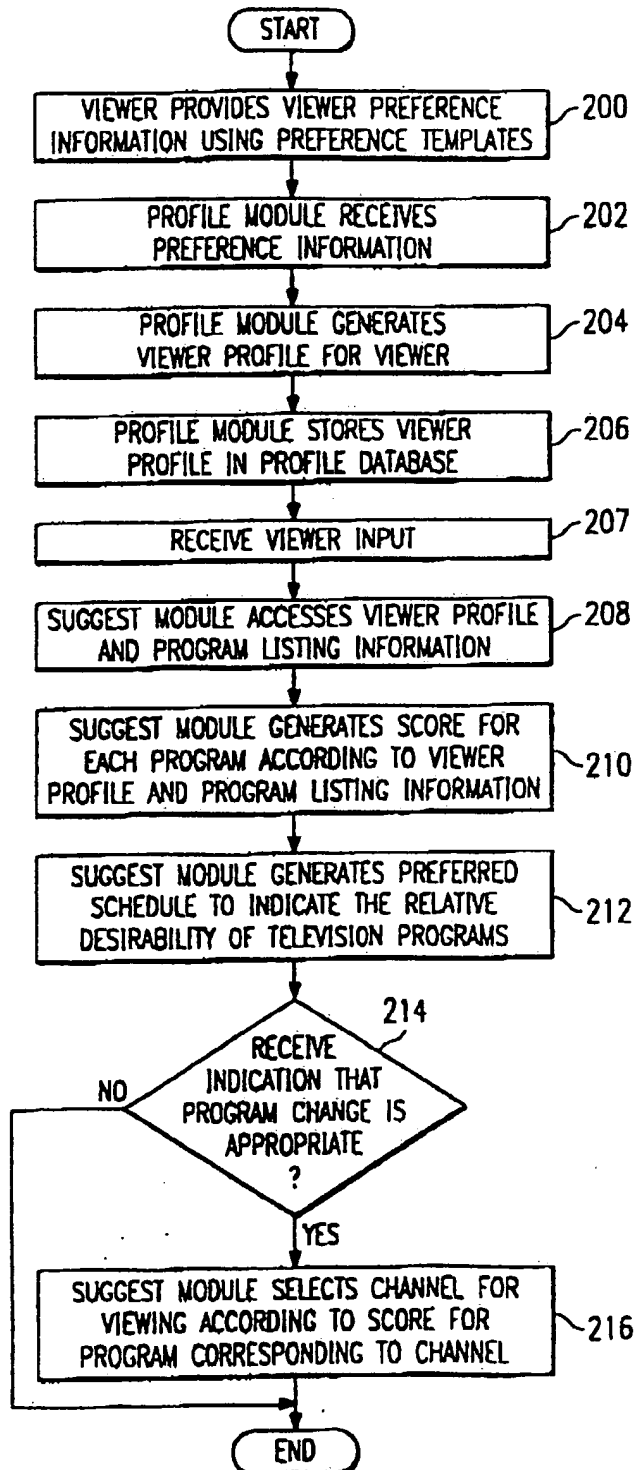 START
VIEWER PROVIDES VIEWER PREFERENCE
INFORMATION USING PREFERENCE TEMPLATES
200
PROFILE MODULE RECEIVES
PREFERENCE INFORMATION
202
PROFILE MODULE GENERATES
VIEWER PROFILE FOR VIEWER
204
PROFILE MODULE STORES VIEWER
PROFILE IN PROFILE DATABASE
206
RECEIVE VIEWER INPUT
207
SUGGEST MODULE ACCESSES VIEWER PROFILE
AND PROGRAM LISTING INFORMATION
208
SUGGEST MODULE GENERATES SCORE FOR
EACH PROGRAM ACCORDING TO VIEWER
PROFILE AND PROGRAM LISTING INFORMATION
210
SUGGEST MODULE GENERATES PREFERRED
SCHEDULE TO INDICATE THE RELATIVE
DESIRABILITY OF TELEVISION PROGRAMS
212
214
RECEIVE
INDICATION THAT
PROGRAM CHANGE IS
APPROPRIATE
?
NO
YES
SUGGEST MODULE SELECTS CHANNEL FOR
VIEWING ACCORDING TO SCORE FOR
PROGRAM CORRESPONDING TO CHANNEL
216
END